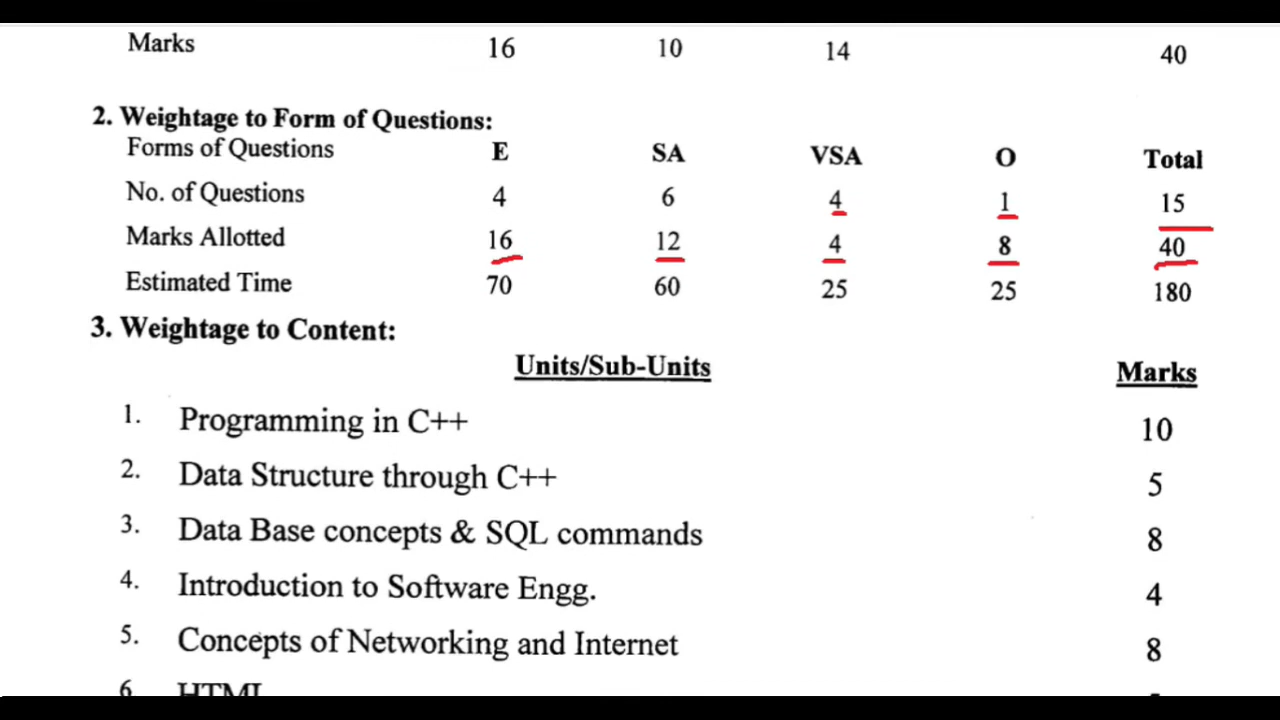 Marks 16 10 14 40
2. Weightage to Form of Questions:
Forms of Questions E SA VSA O Total
No. of Questions 4 6 4 1 15
Marks Allotted 16 12 4 8 40
Estimated Time 70 60 25 25 180
3. Weightage to Content:
Units/Sub-Units Marks
1. Programming in C++ 10
2. Data Structure through C++ 5
3. Data Base concepts & SQL commands 8
4. Introduction to Software Engg. 4
5. Concepts of Networking and Internet 8
6 HTML